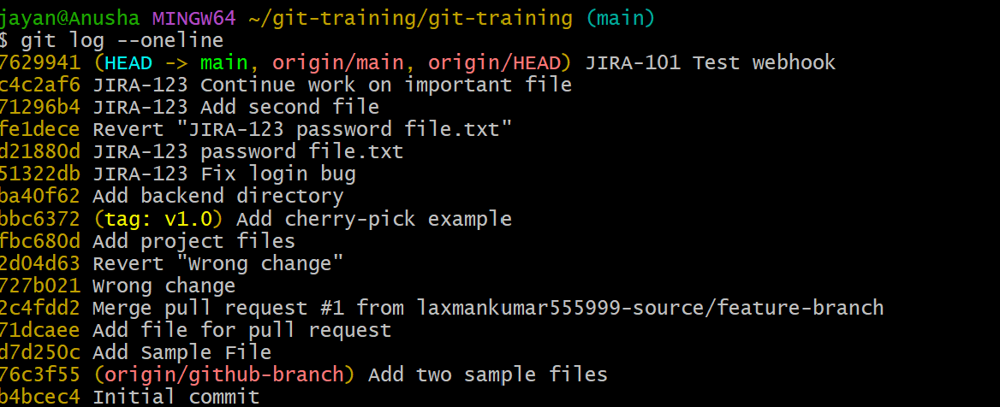 jayan@Anusha MINGW64 ~/git-training/git-training (main)
$ git log --oneline
7629941 (HEAD -> main, origin/main, origin/HEAD) JIRA-101 Test webhook
c4c2af6 JIRA-123 Continue work on important file
71296b4 JIRA-123 Add second file
fe1dece Revert "JIRA-123 password file.txt"
d21880d JIRA-123 password file.txt
51322db JIRA-123 Fix login bug
ba40f62 Add backend directory
bbc6372 (tag: v1.0) Add cherry-pick example
fbc680d Add project files
2d04d63 Revert "Wrong change"
727b021 Wrong change
2c4fdd2 Merge pull request #1 from laxmankumar555999-source/feature-branch
71dcaee Add file for pull request
d7d250c Add Sample File
76c3f55 (origin/github-branch) Add two sample files
b4bcec4 Initial commit